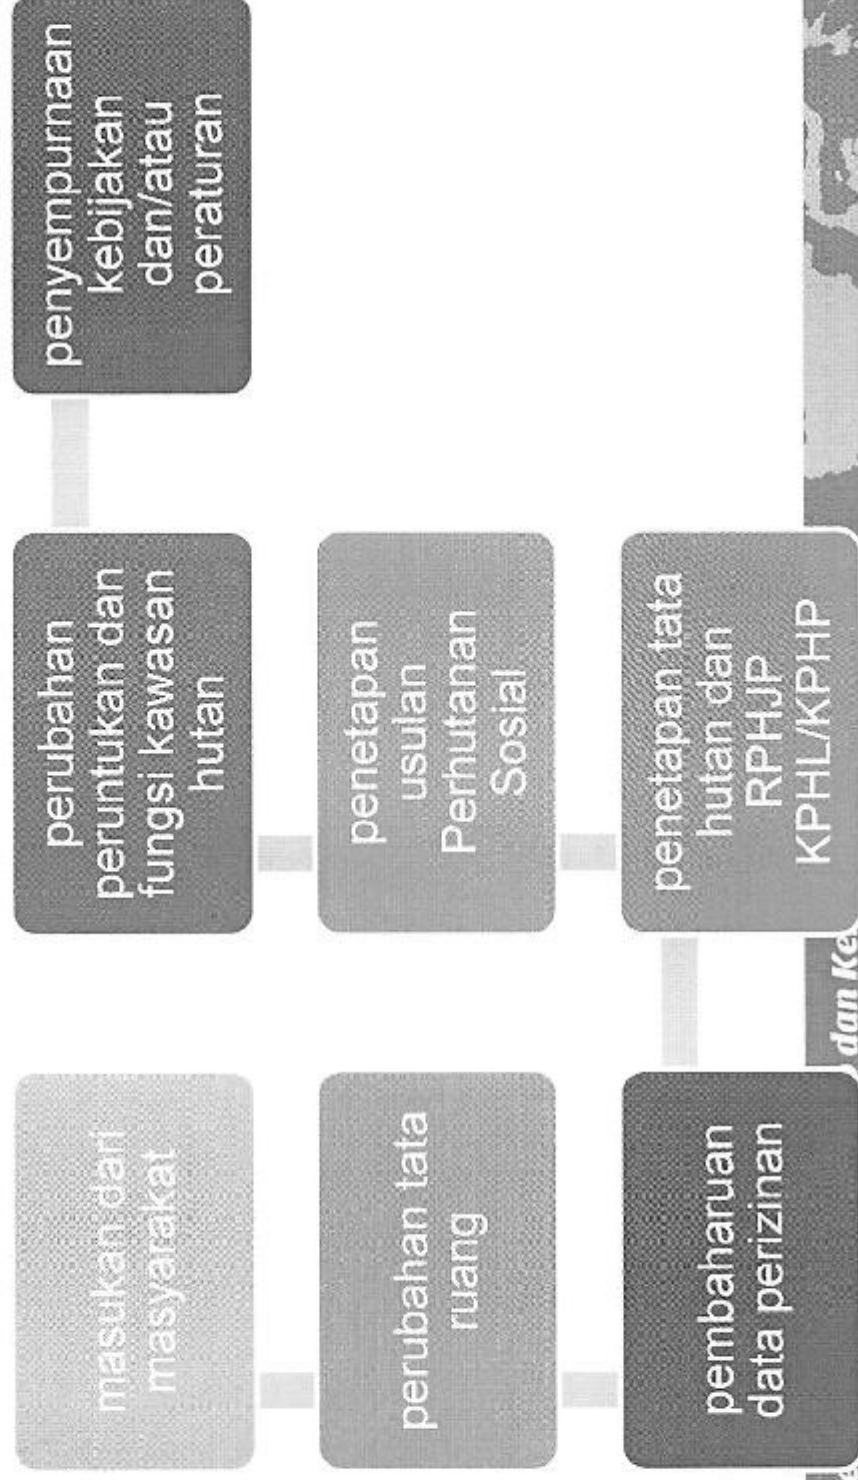 masukan dari
masyarakat
perubahan tata
ruang
pembaharuan
data perizinan
penetapan tata
hutan dan
RPHJP
KPHL/KPHP
penetapan
usulan
Perhutanan
Sosial
perubahan
peruntukan dan
fungsi kawasan
hutan
penyempurnaan
kebijakan
dan/atau
peraturan
dan